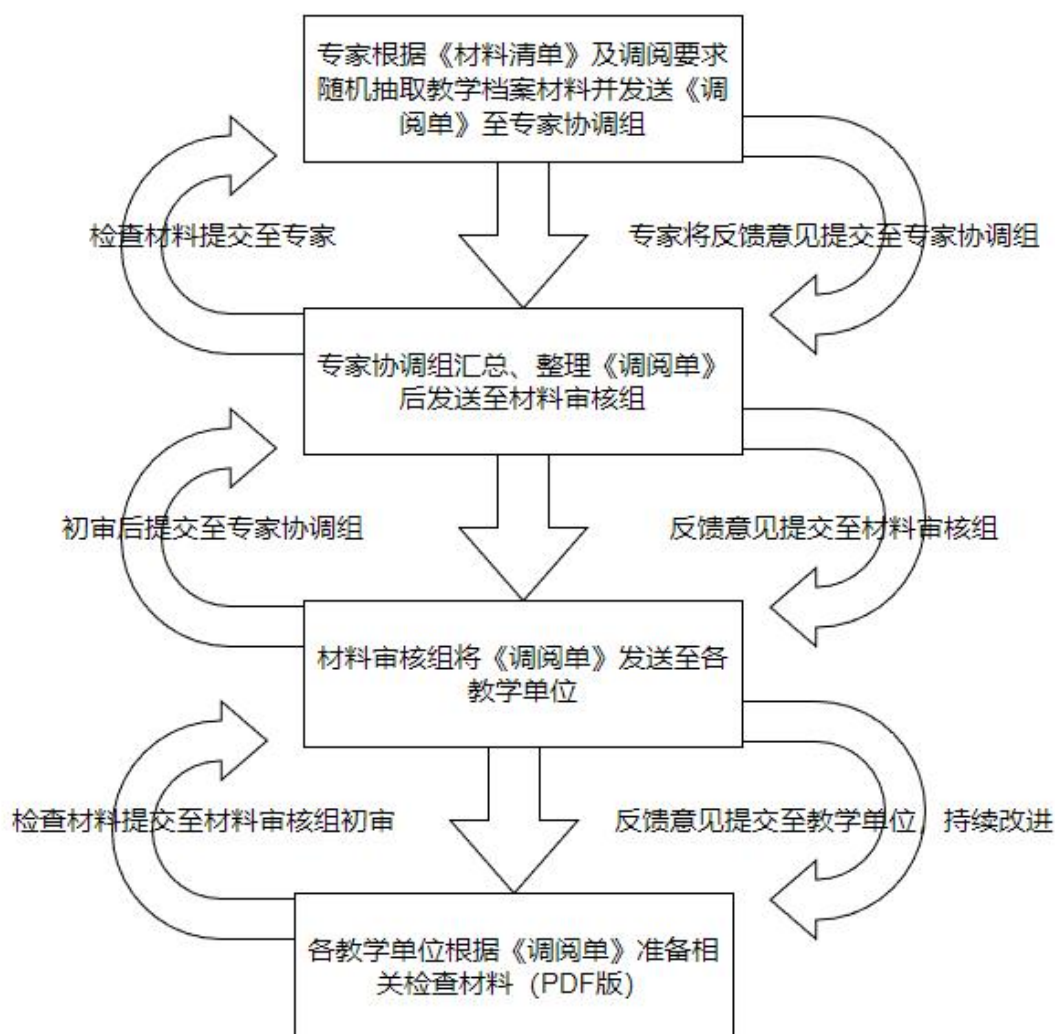 专家根据《材料清单》及调阅要求
随机抽取教学档案材料并发送《调
阅单》至专家协调组
检查材料提交至专家
专家将反馈意见提交至专家协调组
专家协调组汇总、整理《调阅单》
后发送至材料审核组
初审后提交至专家协调组
反馈意见提交至材料审核组
材料审核组将《调阅单》发送至各
教学单位
检查材料提交至材料审核组初审
反馈意见提交至教学单位，持续改进
各教学单位根据《调阅单》准备相
关检查材料（PDF版）